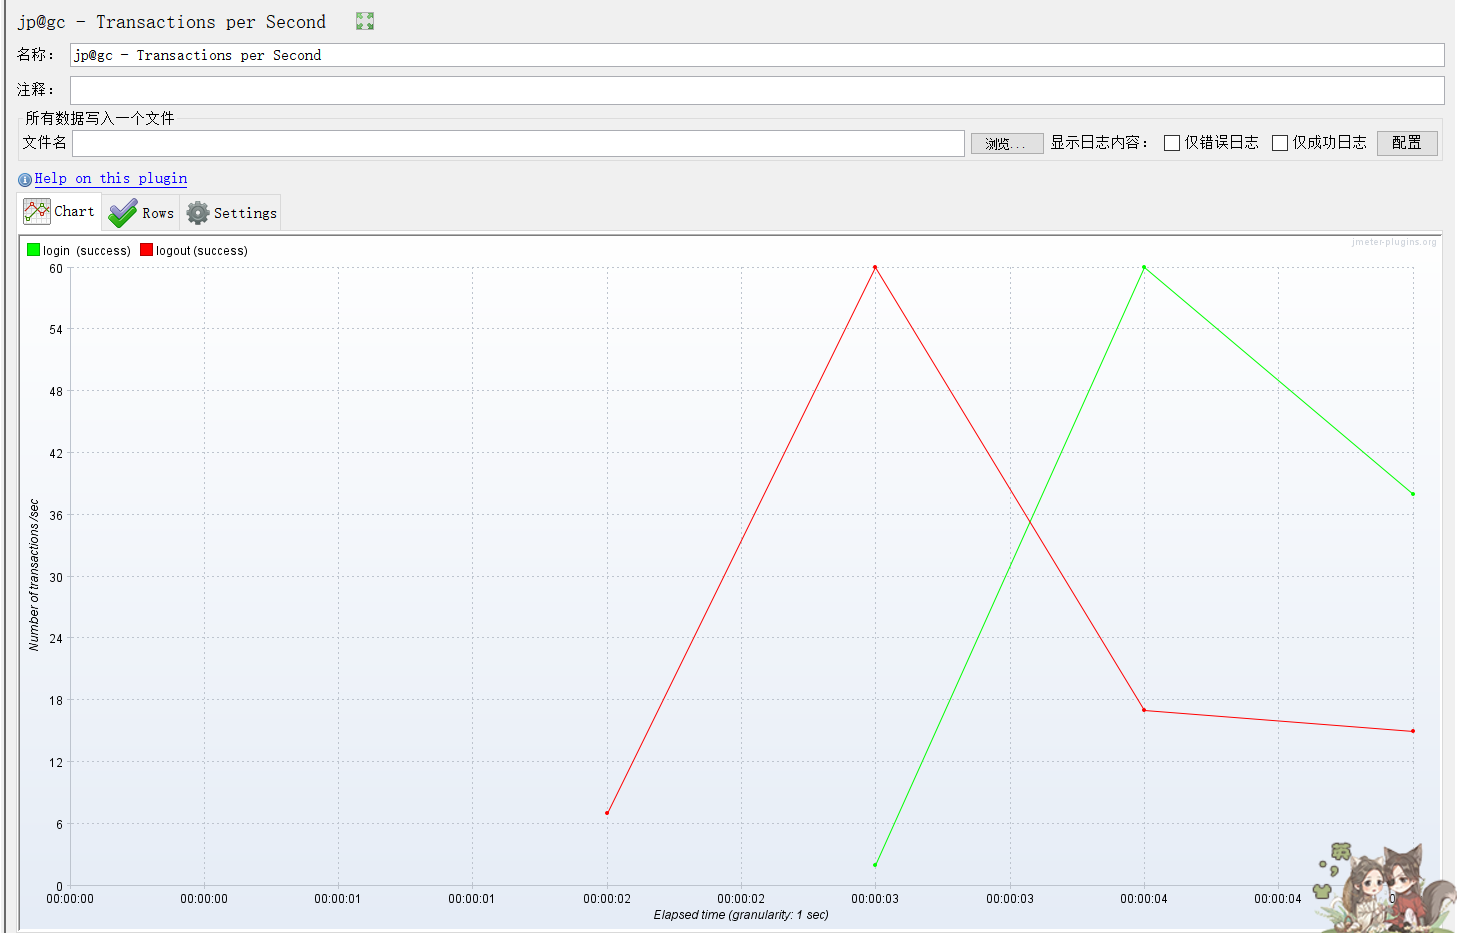 jp@gc - Transactions per Second
名称： jp@gc - Transactions per Second
注释：
所有数据写入一个文件
文件名 浏览... 显示日志内容： 仅错误日志 仅成功日志 配置
Help on this plugin
Chart Rows Settings
login (success) logout (success) jmeter-plugins.org
60
54
48
42
36
30
24
18
12
6
0
Number of transactions /sec
00:00:00 00:00:00 00:00:01 00:00:01 00:00:02 00:00:02 00:00:03 00:00:03 00:00:04 00:00:04
Elapsed time (granularity: 1 sec)
英